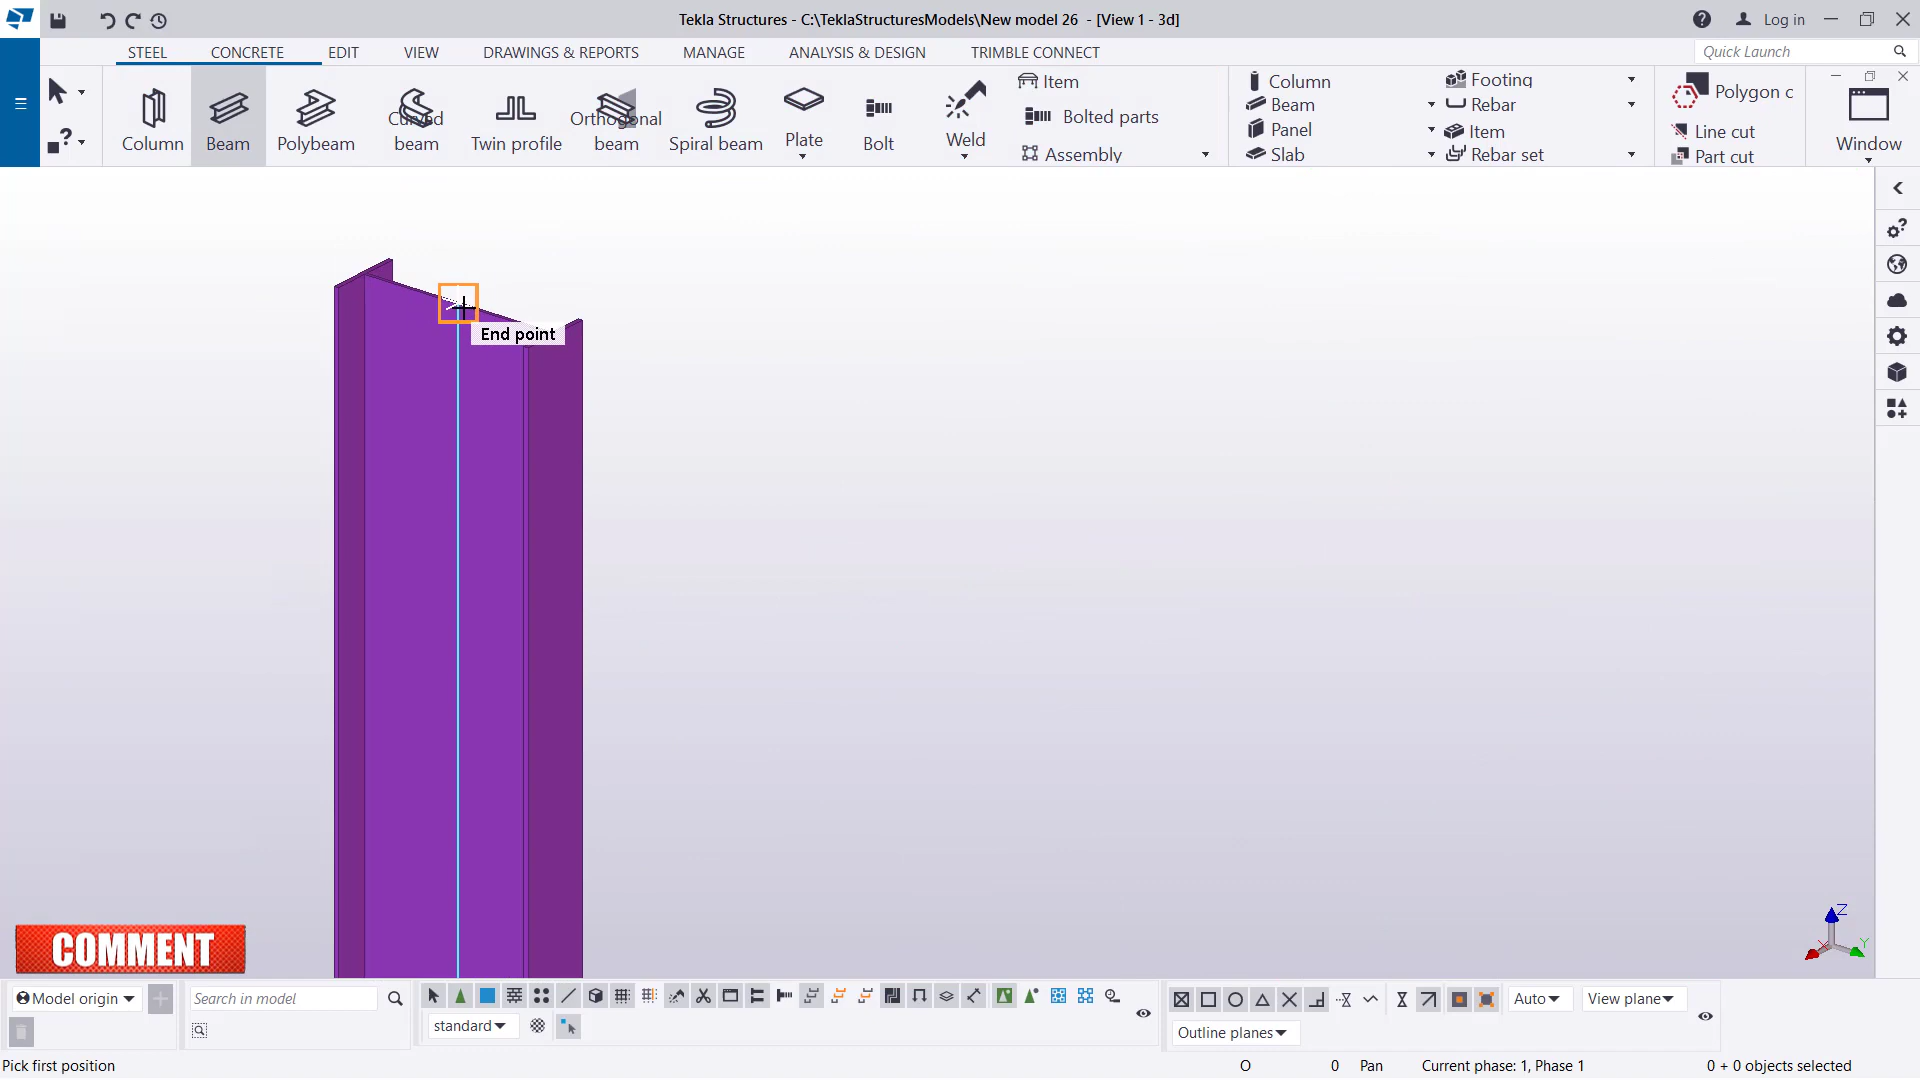 Tekla Structures - C:\TeklaStructuresModels\New model 26 - [View 1 - 3d]
Log in
STEEL CONCRETE EDIT VIEW DRAWINGS & REPORTS MANAGE ANALYSIS & DESIGN TRIMBLE CONNECT
Quick Launch
Column
Beam
Polybeam
Curved beam
Twin profile
Orthogonal beam
Spiral beam
Plate
Bolt
Weld
Item
Bolted parts
Assembly
Column
Beam
Panel
Slab
Footing
Rebar
Item
Rebar set
Polygon c
Line cut
Part cut
Window
End point
Z
X
Y
COMMENT
Model origin
Search in model
standard
Auto
View plane
Outline planes
Pick first position
O 0 Pan Current phase: 1, Phase 1 0 + 0 objects selected